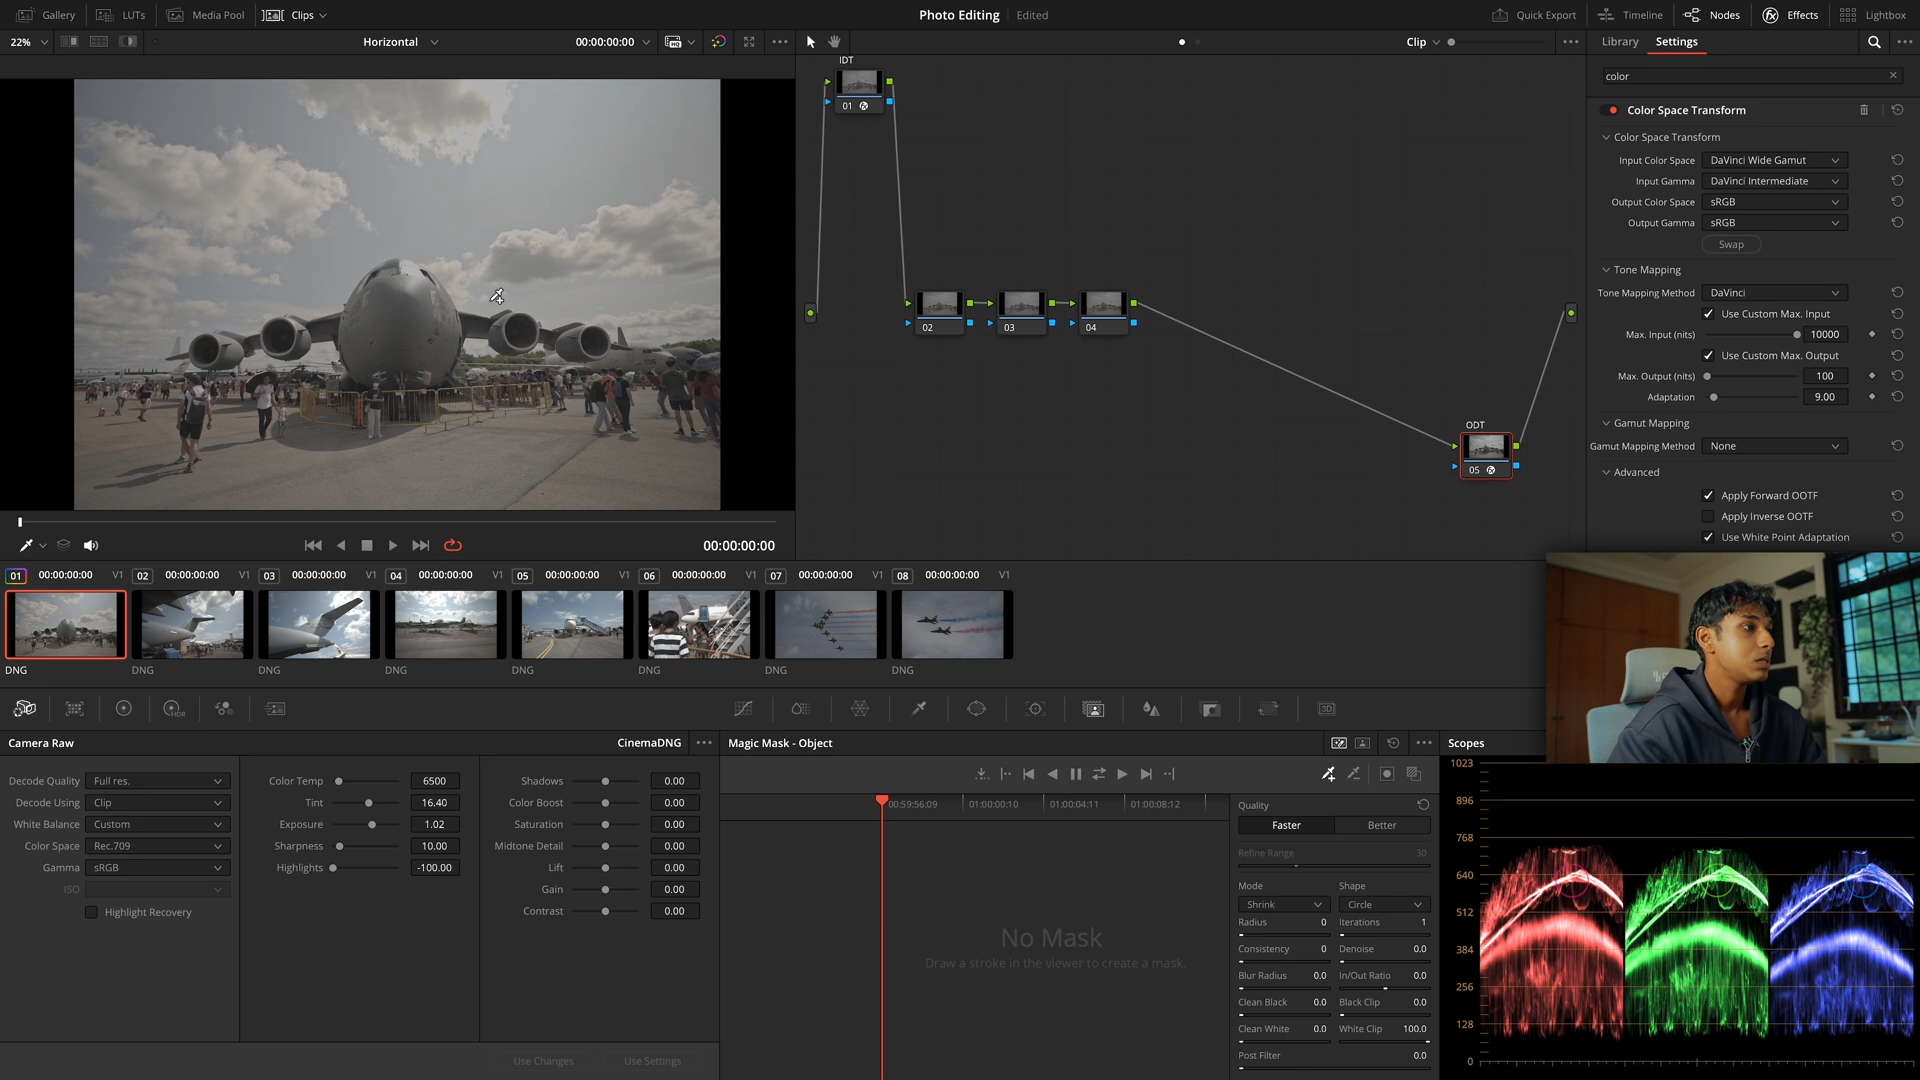 Gallery LUTs Media Pool Clips Photo Editing Edited Quick Export Timeline Nodes Effects Lightbox
22% Horizontal 00:00:00:00 Clip Library Settings
color
Color Space Transform
Color Space Transform
Input Color Space DaVinci Wide Gamut
Input Gamma DaVinci Intermediate
Output Color Space sRGB
Output Gamma sRGB
Swap
Tone Mapping
Tone Mapping Method DaVinci
Use Custom Max. Input
Max. Input (nits) 10000
Use Custom Max. Output
Max. Output (nits) 100
Adaptation 9.00
Gamut Mapping
Gamut Mapping Method None
Advanced
Apply Forward OOTF
Apply Inverse OOTF
Use White Point Adaptation
IDT
01
02 03 04
ODT
05
00:00:00:00
01 00:00:00:00 V1 02 00:00:00:00 V1 03 00:00:00:00 V1 04 00:00:00:00 V1 05 00:00:00:00 V1 06 00:00:00:00 V1 07 00:00:00:00 V1 08 00:00:00:00 V1
DNG DNG DNG DNG DNG DNG DNG DNG
HDR 3D
Camera Raw CinemaDNG
Decode Quality Full res.
Decode Using Clip
White Balance Custom
Color Space Rec.709
Gamma sRGB
ISO
Highlight Recovery
Color Temp 6500
Tint 16.40
Exposure 1.02
Sharpness 10.00
Highlights -100.00
Shadows 0.00
Color Boost 0.00
Saturation 0.00
Midtone Detail 0.00
Lift 0.00
Gain 0.00
Contrast 0.00
Use Changes Use Settings
Magic Mask - Object
00:59:56:09 01:00:00:10 01:00:04:11 01:00:08:12
No Mask
Draw a stroke in the viewer to create a mask.
Quality
Faster Better
Refine Range 30
Mode Shape
Shrink Circle
Radius 0 Iterations 1
Consistency 0 Denoise 0.0
Blur Radius 0.0 In/Out Ratio 0.0
Clean Black 0.0 Black Clip 0.0
Clean White 0.0 White Clip 100.0
Post Filter 0.0
Scopes
1023
896
768
640
512
384
256
128
0